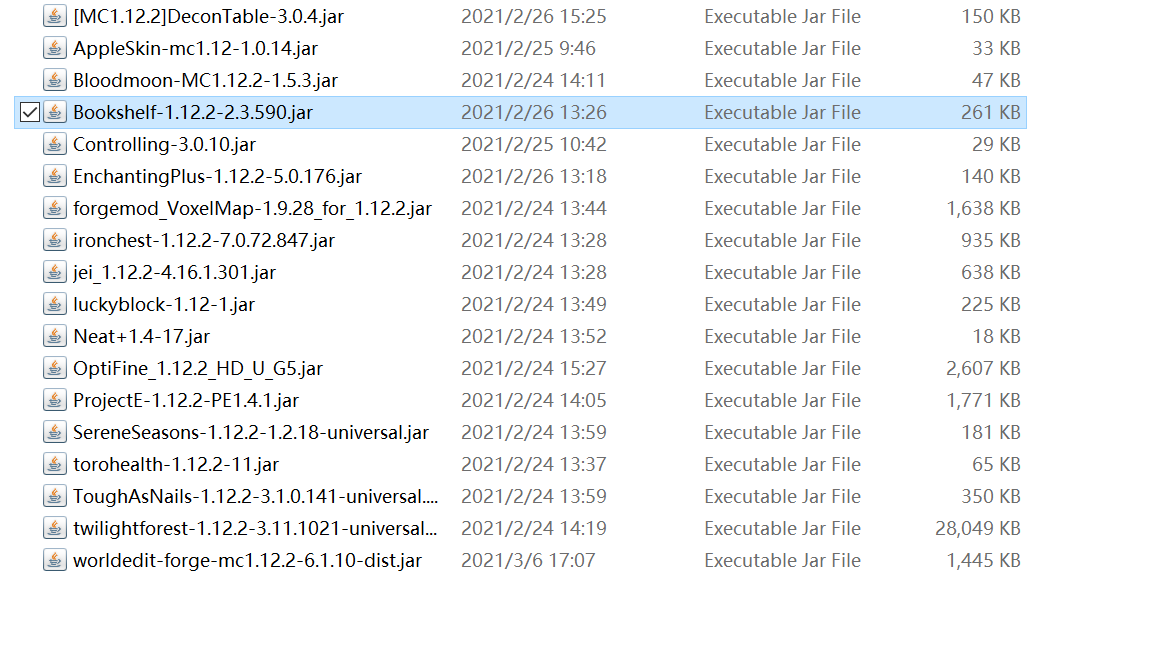 [MC1.12.2]DeconTable-3.0.4.jar 2021/2/26 15:25 Executable Jar File 150 KB
AppleSkin-mc1.12-1.0.14.jar 2021/2/25 9:46 Executable Jar File 33 KB
Bloodmoon-MC1.12.2-1.5.3.jar 2021/2/24 14:11 Executable Jar File 47 KB
Bookshelf-1.12.2-2.3.590.jar 2021/2/26 13:26 Executable Jar File 261 KB
Controlling-3.0.10.jar 2021/2/25 10:42 Executable Jar File 29 KB
EnchantingPlus-1.12.2-5.0.176.jar 2021/2/26 13:18 Executable Jar File 140 KB
forgemod_VoxelMap-1.9.28_for_1.12.2.jar 2021/2/24 13:44 Executable Jar File 1,638 KB
ironchest-1.12.2-7.0.72.847.jar 2021/2/24 13:28 Executable Jar File 935 KB
jei_1.12.2-4.16.1.301.jar 2021/2/24 13:28 Executable Jar File 638 KB
luckyblock-1.12-1.jar 2021/2/24 13:49 Executable Jar File 225 KB
Neat+1.4-17.jar 2021/2/24 13:52 Executable Jar File 18 KB
OptiFine_1.12.2_HD_U_G5.jar 2021/2/24 15:27 Executable Jar File 2,607 KB
ProjectE-1.12.2-PE1.4.1.jar 2021/2/24 14:05 Executable Jar File 1,771 KB
SereneSeasons-1.12.2-1.2.18-universal.jar 2021/2/24 13:59 Executable Jar File 181 KB
torohealth-1.12.2-11.jar 2021/2/24 13:37 Executable Jar File 65 KB
ToughAsNails-1.12.2-3.1.0.141-universal.... 2021/2/24 13:59 Executable Jar File 350 KB
twilightforest-1.12.2-3.11.1021-universal... 2021/2/24 14:19 Executable Jar File 28,049 KB
worldedit-forge-mc1.12.2-6.1.10-dist.jar 2021/3/6 17:07 Executable Jar File 1,445 KB